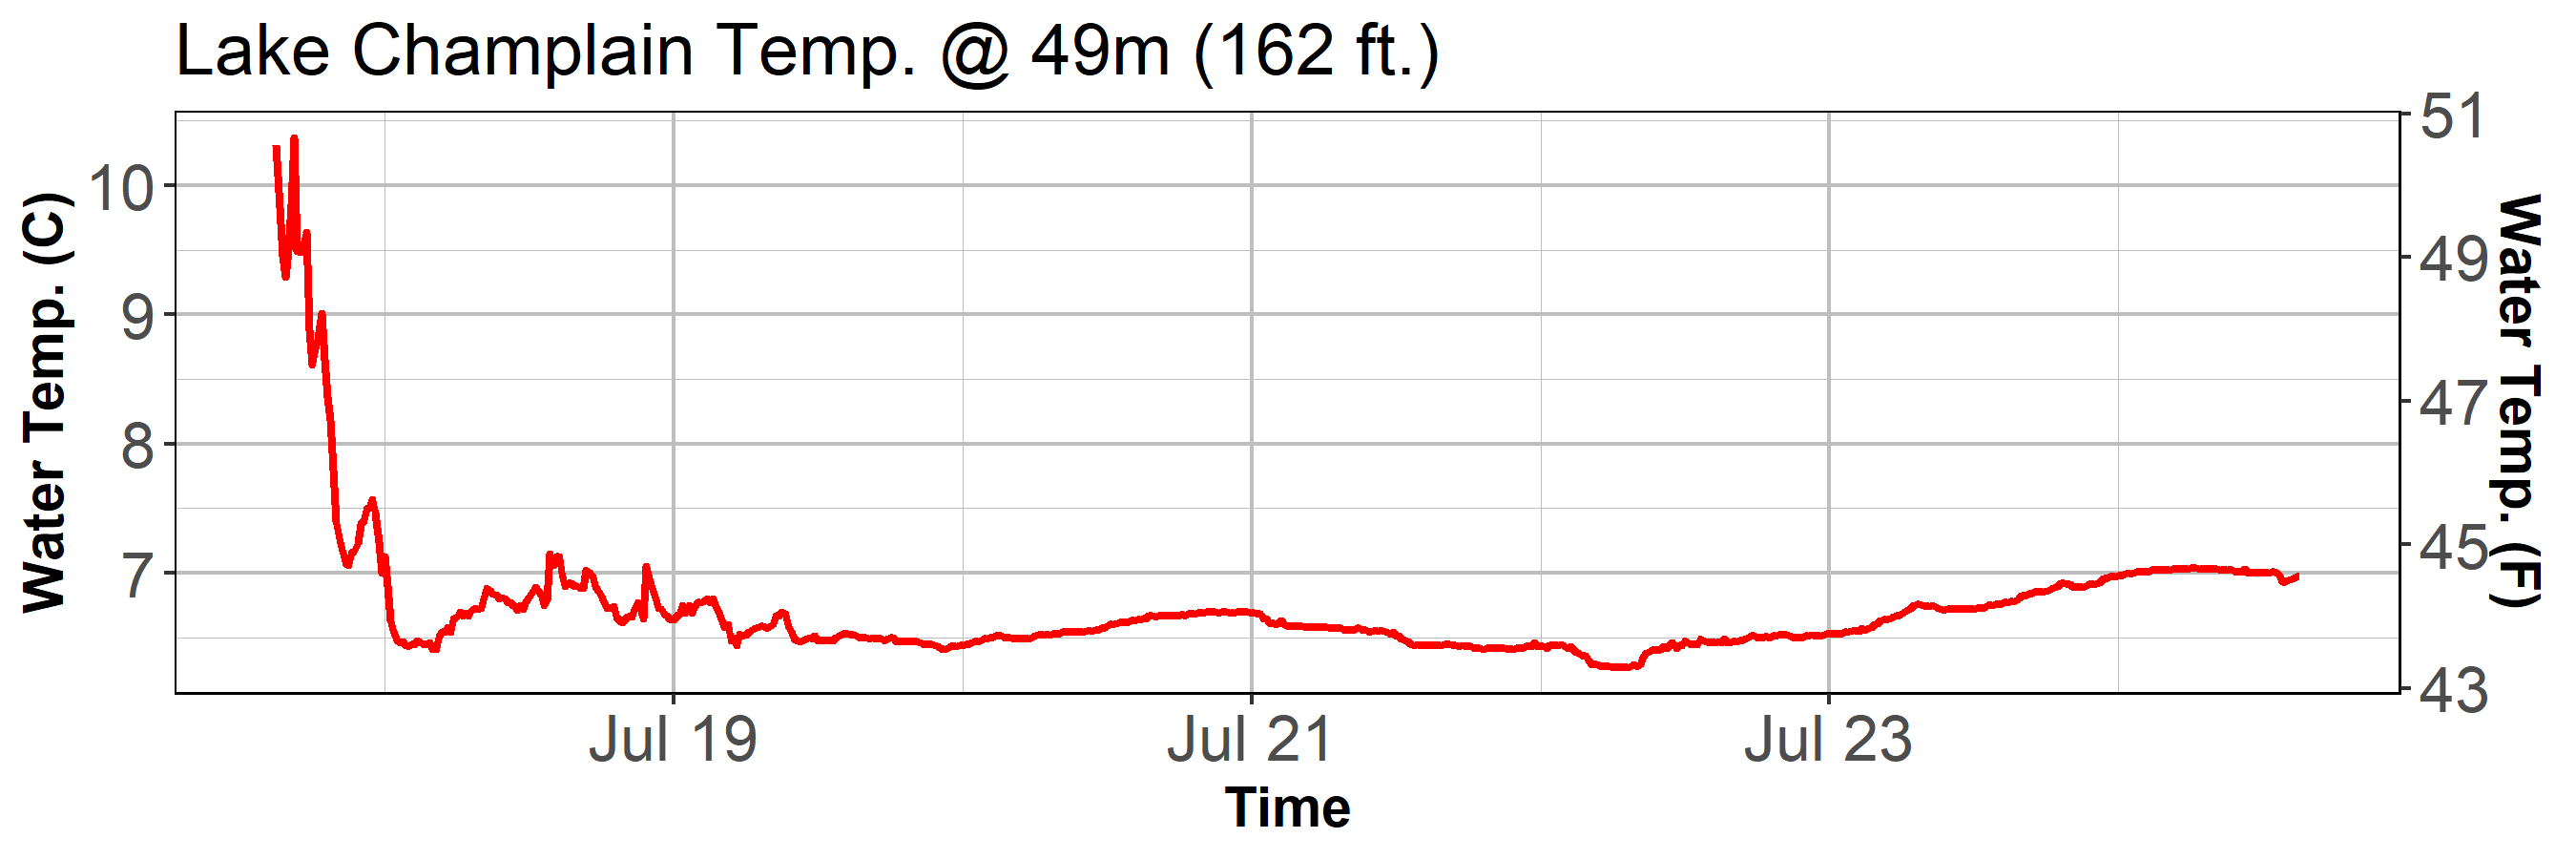 Lake Champlain Temp. @ 49m (162 ft.)
Water Temp. (C)
10
9
8
7
51
49
47
45
43
Water Temp. (F)
Jul 19
Jul 21
Jul 23
Time